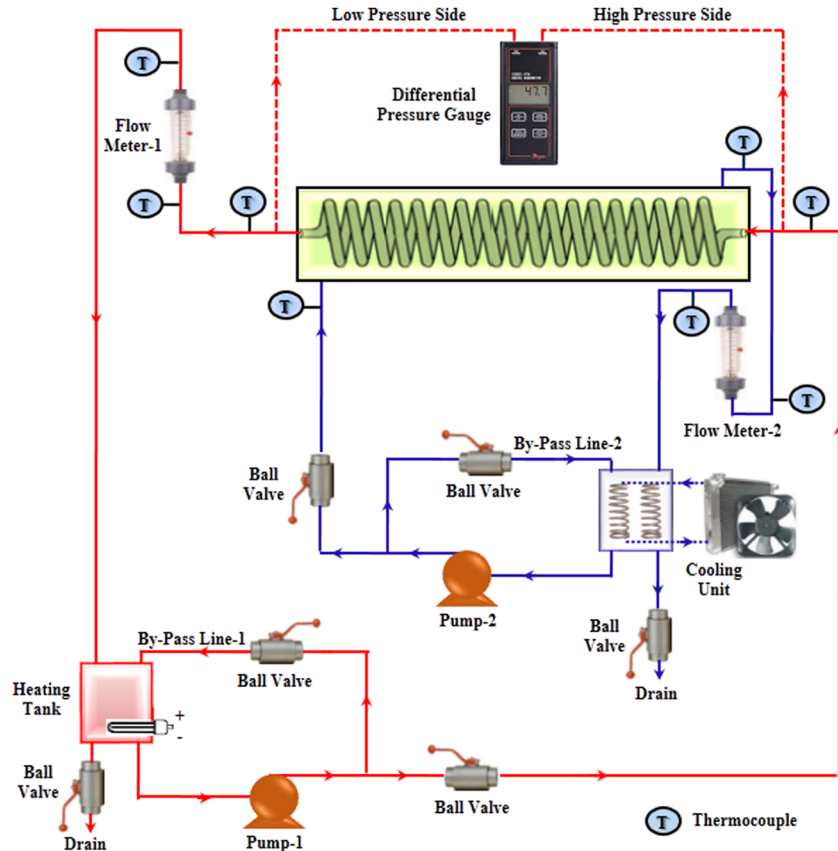 Low Pressure Side
High Pressure Side
T
Flow
Meter-1
Differential
Pressure Gauge
47.7
T
T
T
T
T
T
T
Flow Meter-2
By-Pass Line-2
Ball
Valve
Ball Valve
Cooling
Unit
Pump-2
Ball
Valve
Drain
By-Pass Line-1
Ball Valve
Heating
Tank
+
-
Ball
Valve
Ball Valve
Pump-1
Drain
T Thermocouple